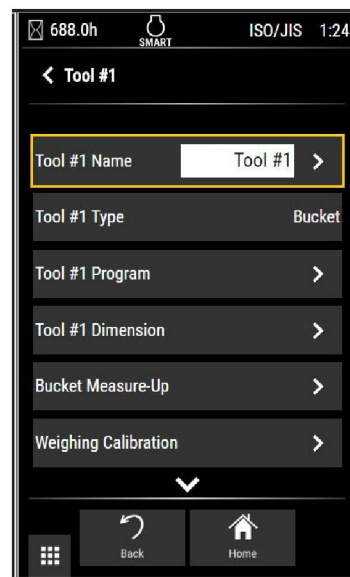 688.0h SMART ISO/JIS 1:24
Tool #1
Tool #1 Name Tool #1
Tool #1 Type Bucket
Tool #1 Program
Tool #1 Dimension
Bucket Measure-Up
Weighing Calibration
Back Home